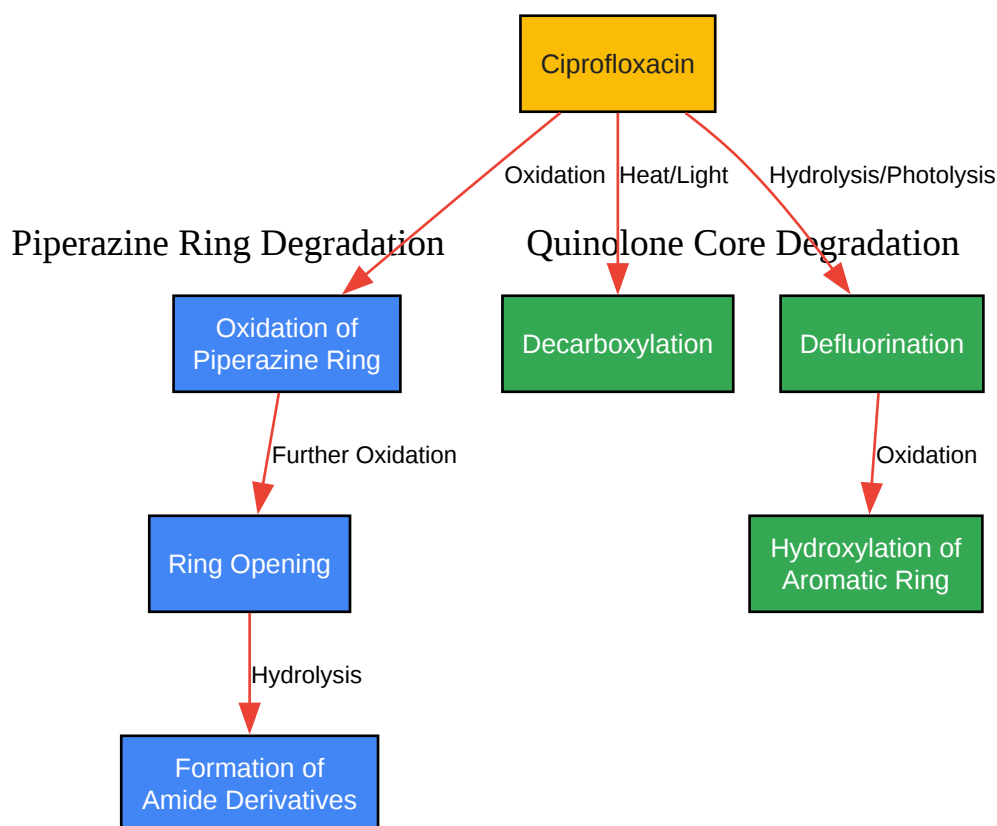 Ciprofloxacin
Oxidation
Heat/Light
Hydrolysis/Photolysis
Piperazine Ring Degradation
Quinolone Core Degradation
Oxidation of
Piperazine Ring
Decarboxylation
Defluorination
Further Oxidation
Oxidation
Ring Opening
Hydroxylation of
Aromatic Ring
Hydrolysis
Formation of
Amide Derivatives